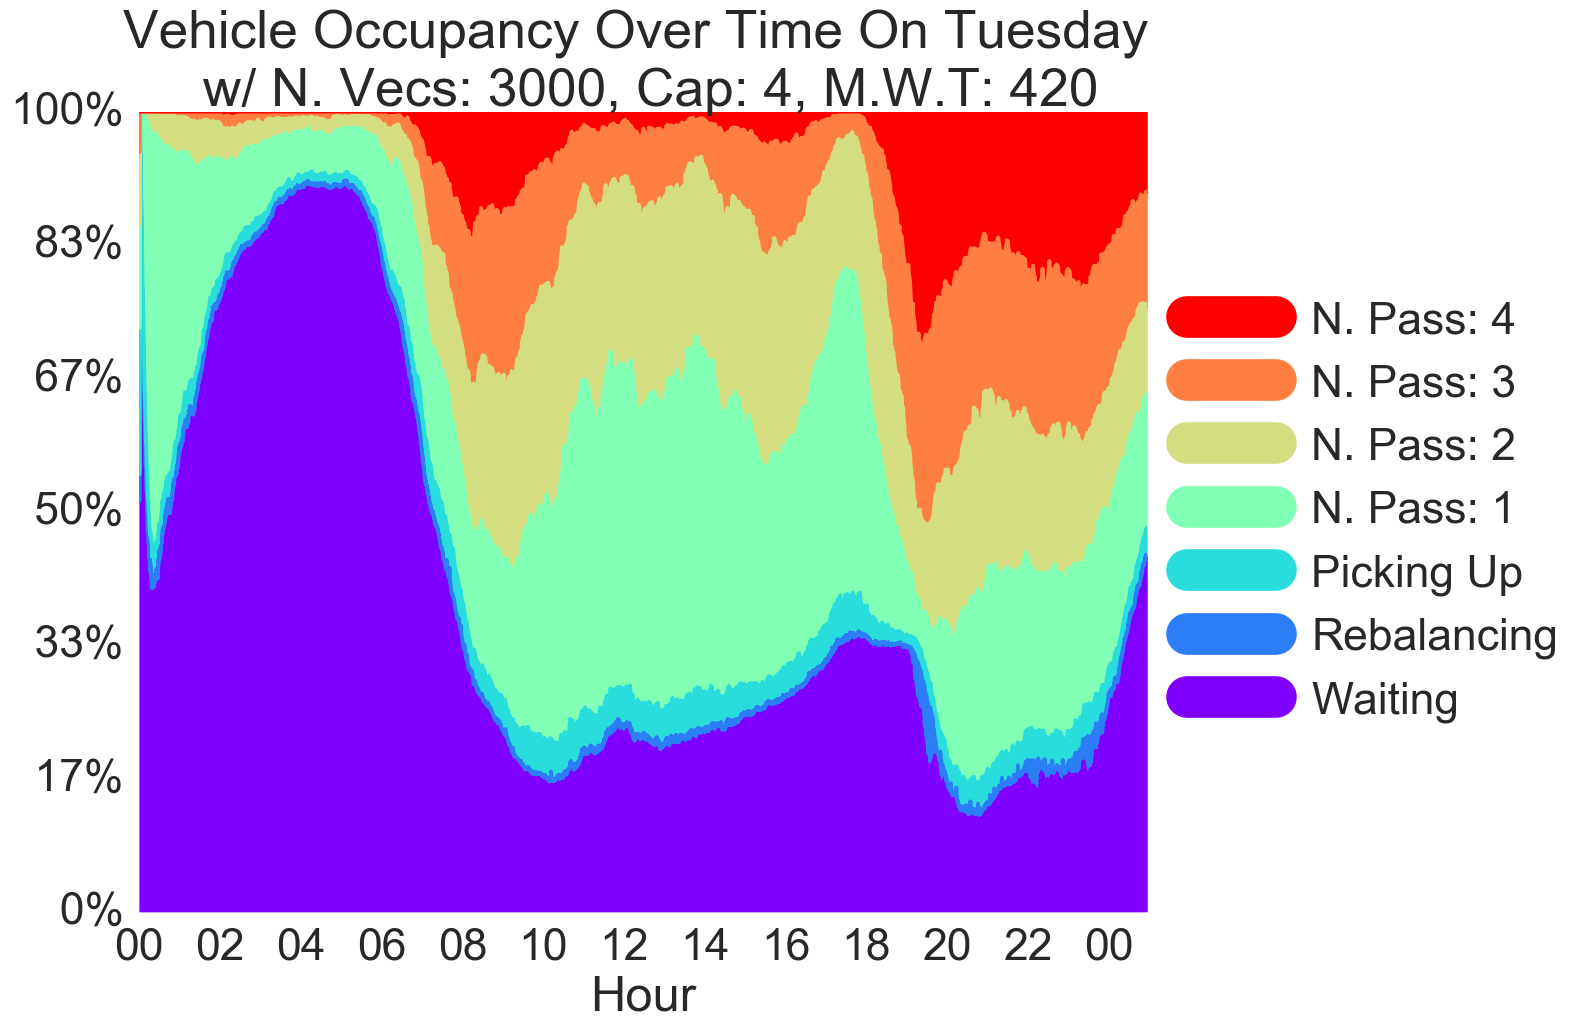 Vehicle Occupancy Over Time On Tuesday
w/ N. Vecs: 3000, Cap: 4, M.W.T: 420
100%
83%
67%
50%
33%
17%
0%
00 02 04 06 08 10 12 14 16 18 20 22 00
Hour
N. Pass: 4
N. Pass: 3
N. Pass: 2
N. Pass: 1
Picking Up
Rebalancing
Waiting